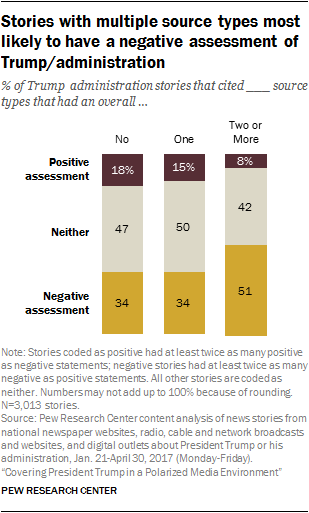 Stories with multiple source types most
likely to have a negative assessment of
Trump/administration
% of Trump administration stories that cited ____ source
types that had an overall ...
No
One
Two or
More
Positive
assessment
18%
15%
8%
Neither
47
50
42
Negative
assessment
34
34
51
Note: Stories coded as positive had at least twice as many positive
as negative statements; negative stories had at least twice as many
negative as positive statements. All other stories are coded as
neither. Numbers may not add up to 100% because of rounding.
N=3,013 stories.
Source: Pew Research Center content analysis of news stories from
national newspaper websites, radio, cable and network broadcasts
and websites, and digital outlets about President Trump or his
administration, Jan. 21-April 30, 2017 (Monday-Friday).
“Covering President Trump in a Polarized Media Environment”
PEW RESEARCH CENTER